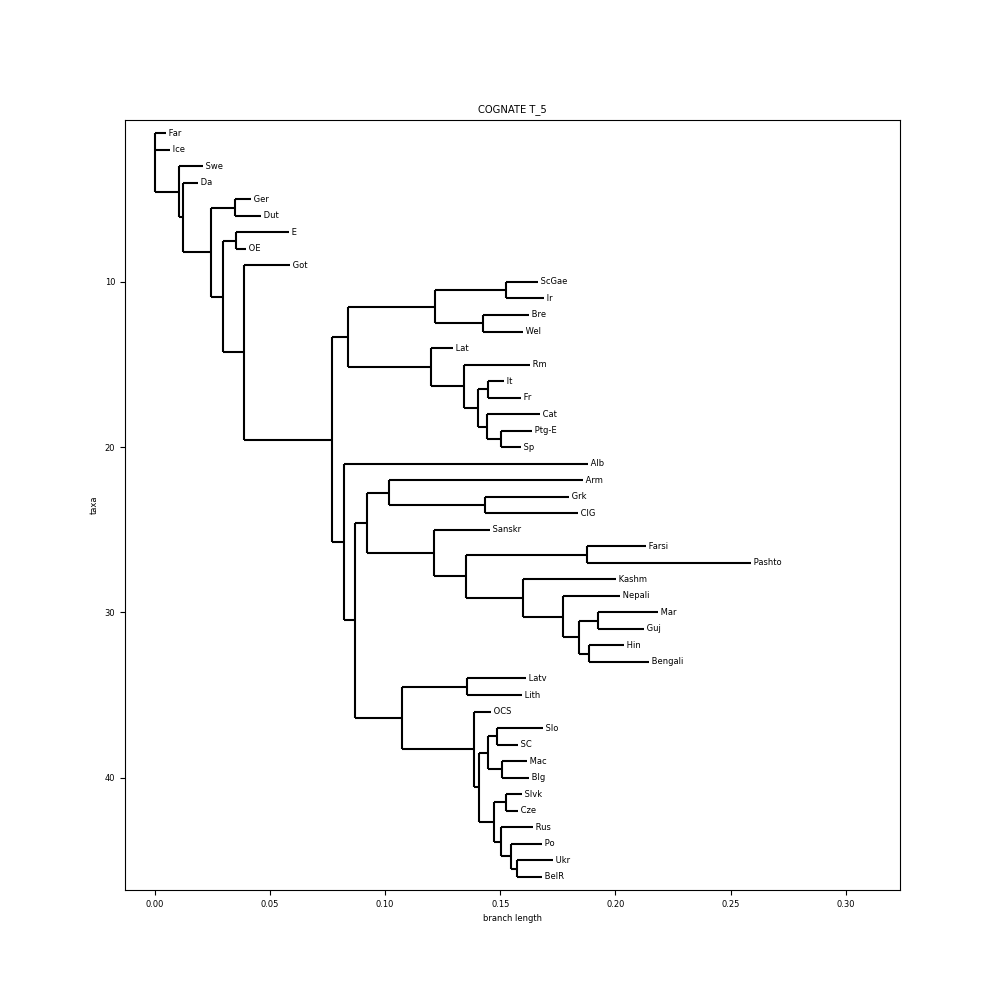 COGNATE T_5
Far
Ice
Swe
Da
Ger
Dut
E
OE
Got
10
ScGae
Ir
Bre
Wel
Lat
Rm
It
Fr
Cat
Ptg-E
20
Sp
Alb
Arm
Grk
ClG
taxa
Sanskr
Farsi
Pashto
Kashm
Nepali
30
Mar
Guj
Hin
Bengali
Latv
Lith
OCS
Slo
SC
Mac
40
Blg
Slvk
Cze
Rus
Po
Ukr
BelR
0.00 0.05 0.10 0.15 0.20 0.25 0.30
branch length